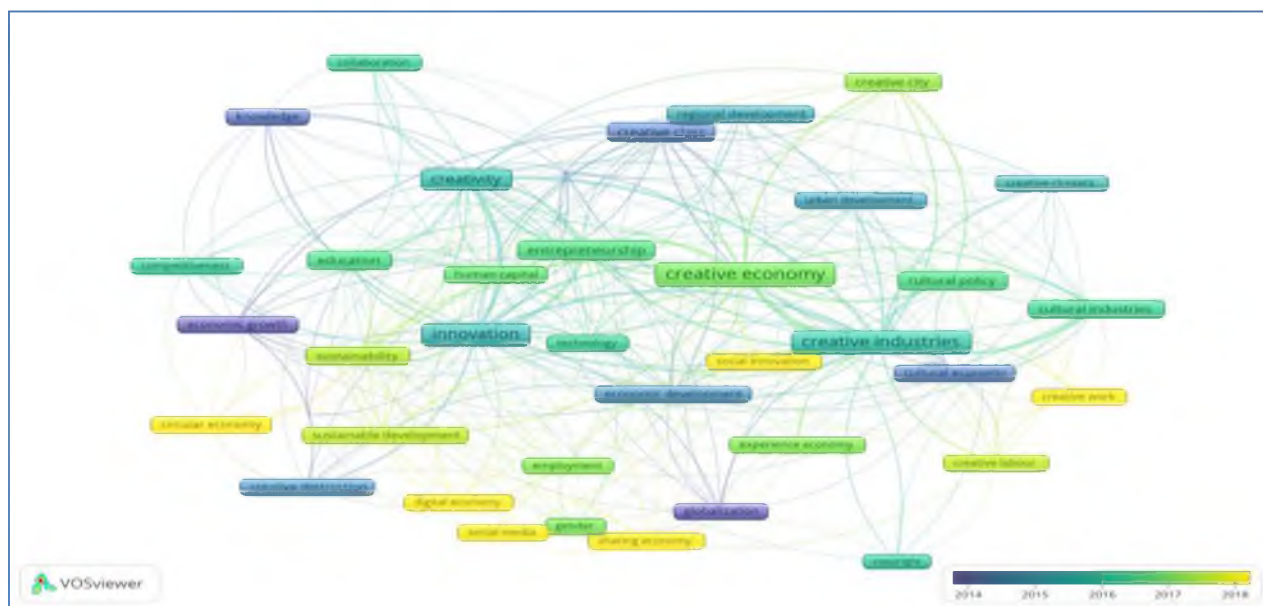 collaboration
creative city
knowledge
regional development
creative class
creativity
creative clusters
urban development
entrepreneurship
education
competitiveness
human capital
creative economy
cultural policy
cultural industries
economic growth
innovation
technology
creative industries
sustainability
social innovation
cultural economy
economic development
creative work
circular economy
sustainable development
experience economy
employment
creative labour
creative destruction
digital economy
globalization
social media
gender
sharing economy
copyright
VOSviewer
2014 2015 2016 2017 2018